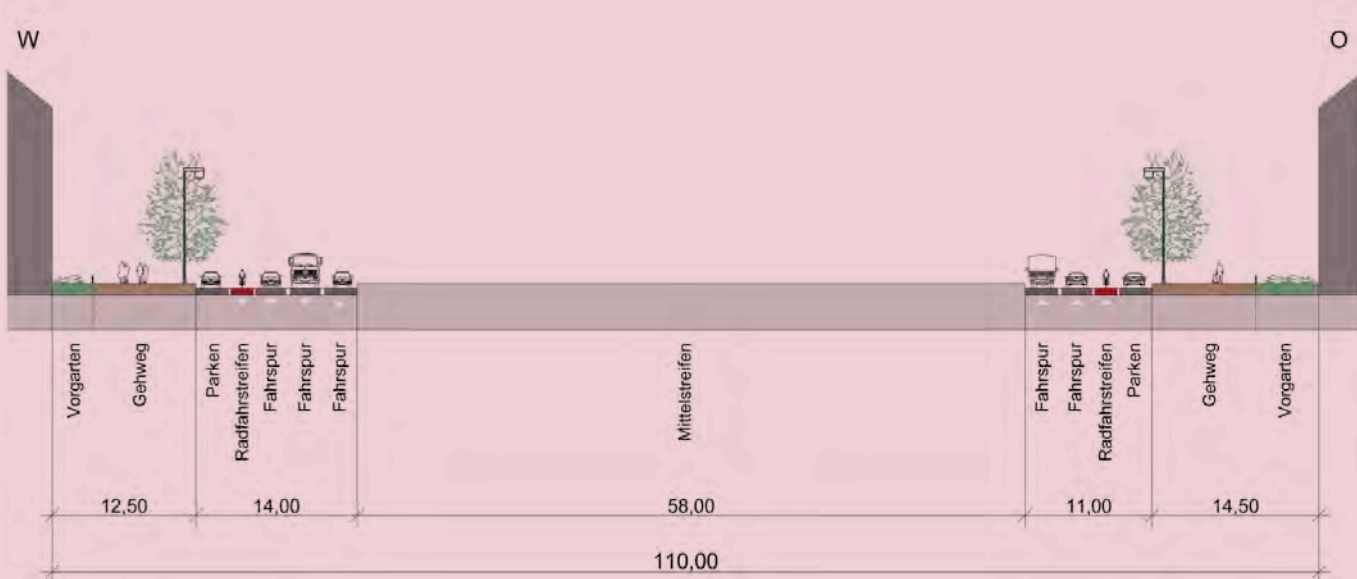 W
O
Vorgarten
Gehweg
Parken
Radfahrstreifen
Fahrspur
Fahrspur
Fahrspur
Mittelstreifen
Fahrspur
Fahrspur
Radfahrstreifen
Parken
Gehweg
Vorgarten
12,50
14,00
58,00
11,00
14,50
110,00